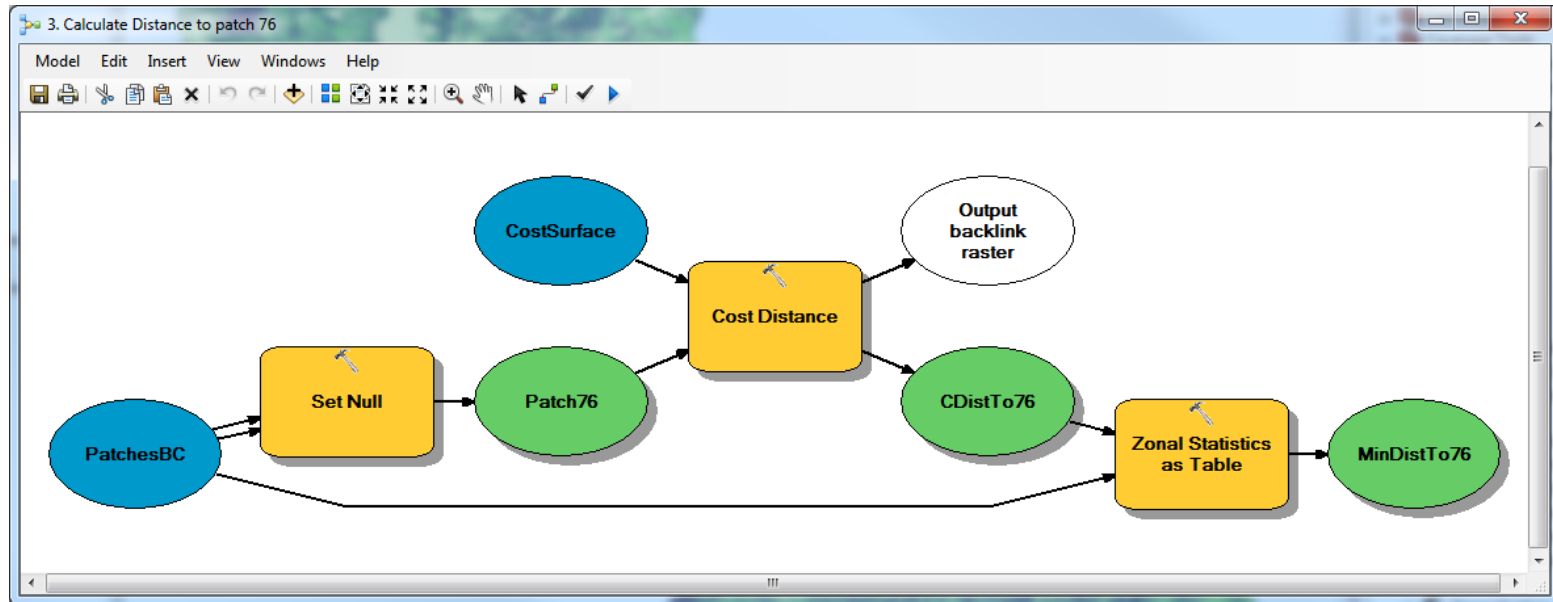 3. Calculate Distance to patch 76
Model Edit Insert View Windows Help
CostSurface
Output
backlink
raster
Cost Distance
Set Null
Patch76
CDistTo76
PatchesBC
Zonal Statistics
as Table
MinDistTo76